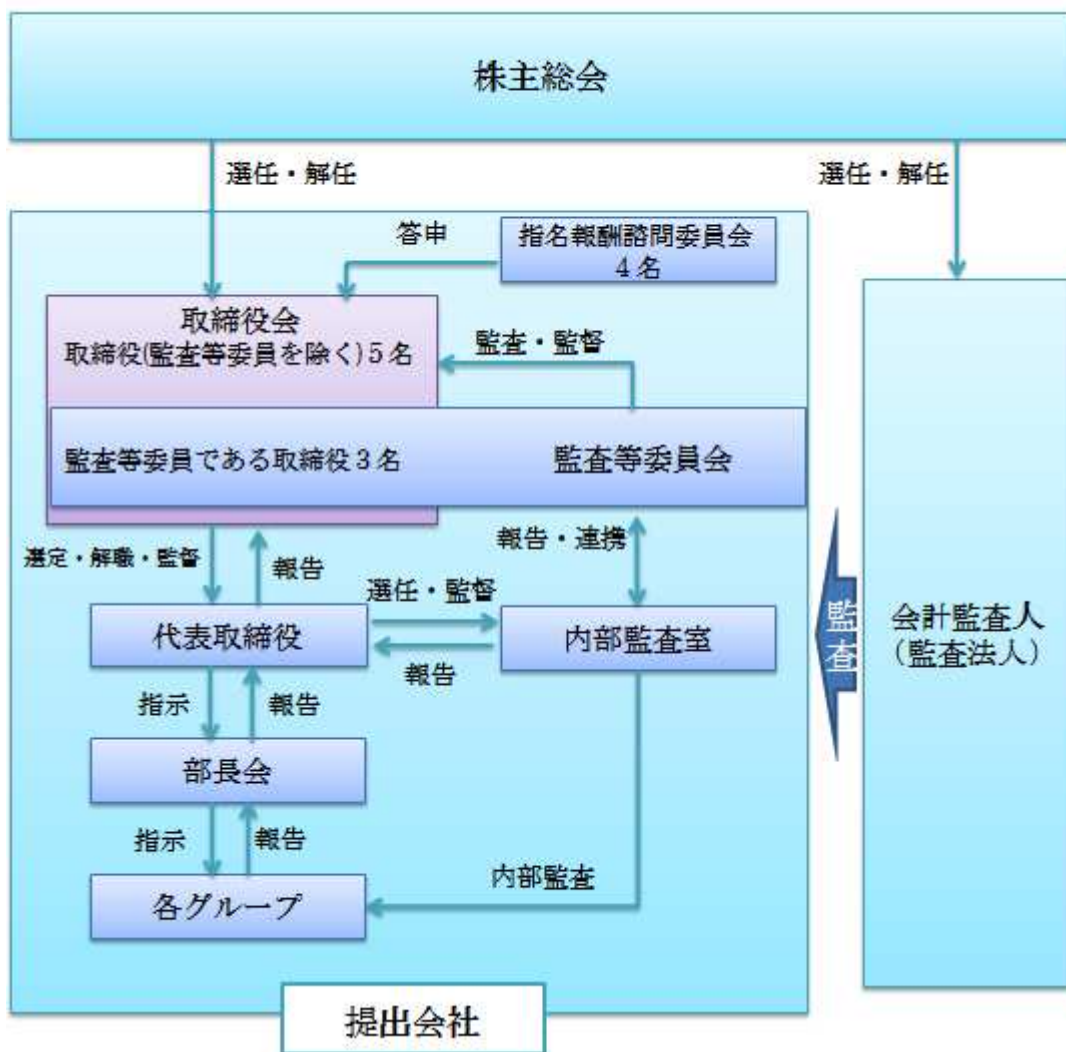 株主総会
選任・解任
選任・解任
答申
指名報酬諮問委員会
4名
取締役会
取締役(監査等委員を除く)5名
監査・監督
監査等委員である取締役3名
監査等委員会
選定・解職・監督
報告
報告・連携
選任・監督
代表取締役
内部監査室
報告
監査
会計監査人
(監査法人)
指示
報告
部長会
指示
報告
内部監査
各グループ
提出会社